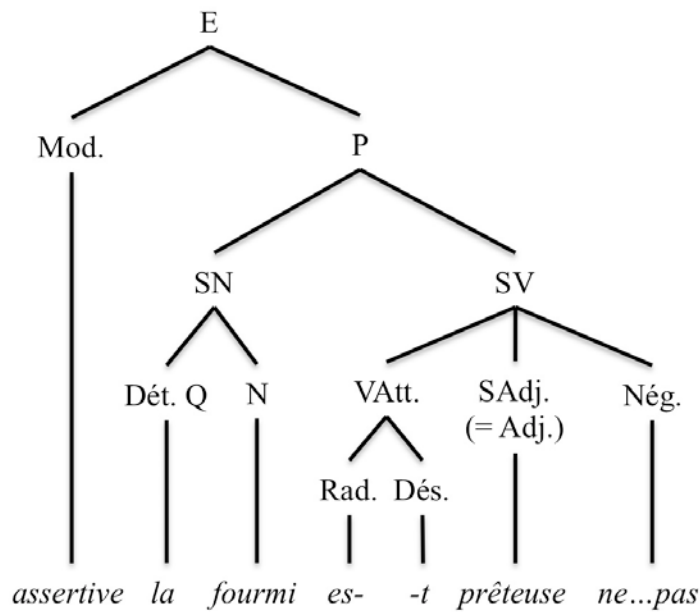 E
Mod. P
SN SV
Dét. Q N VAtt. SAdj. Nég.
(= Adj.)
Rad. Dés.
assertive la fourmi es- -t prêteuse ne...pas